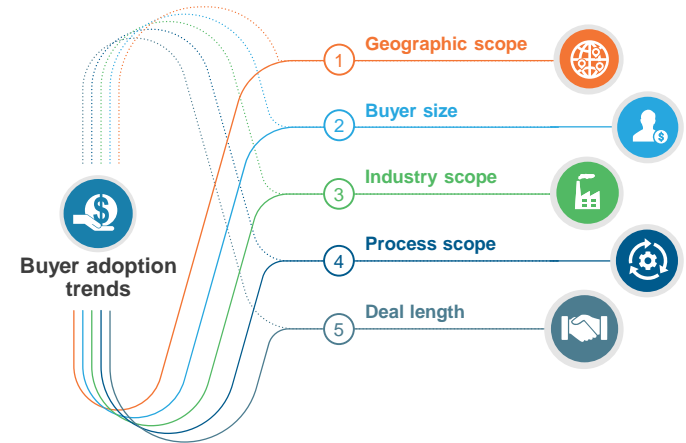 Buyer adoption
trends
1
Geographic scope
2
Buyer size
3
Industry scope
4
Process scope
5
Deal length
$
$